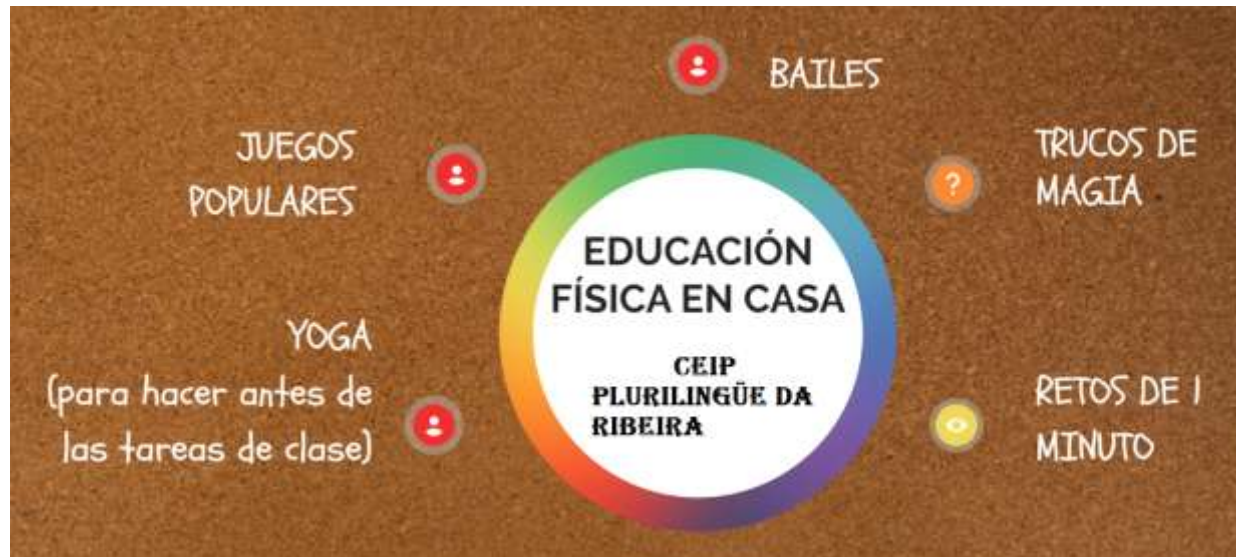 BAILES
JUEGOS
POPULARES
TRUCOS DE
MAGIA
EDUCACIÓN
FÍSICA EN CASA
CEIP
PLURILINGÜE DA
RIBEIRA
YOGA
(para hacer antes de
las tareas de clase)
RETOS DE 1
MINUTO